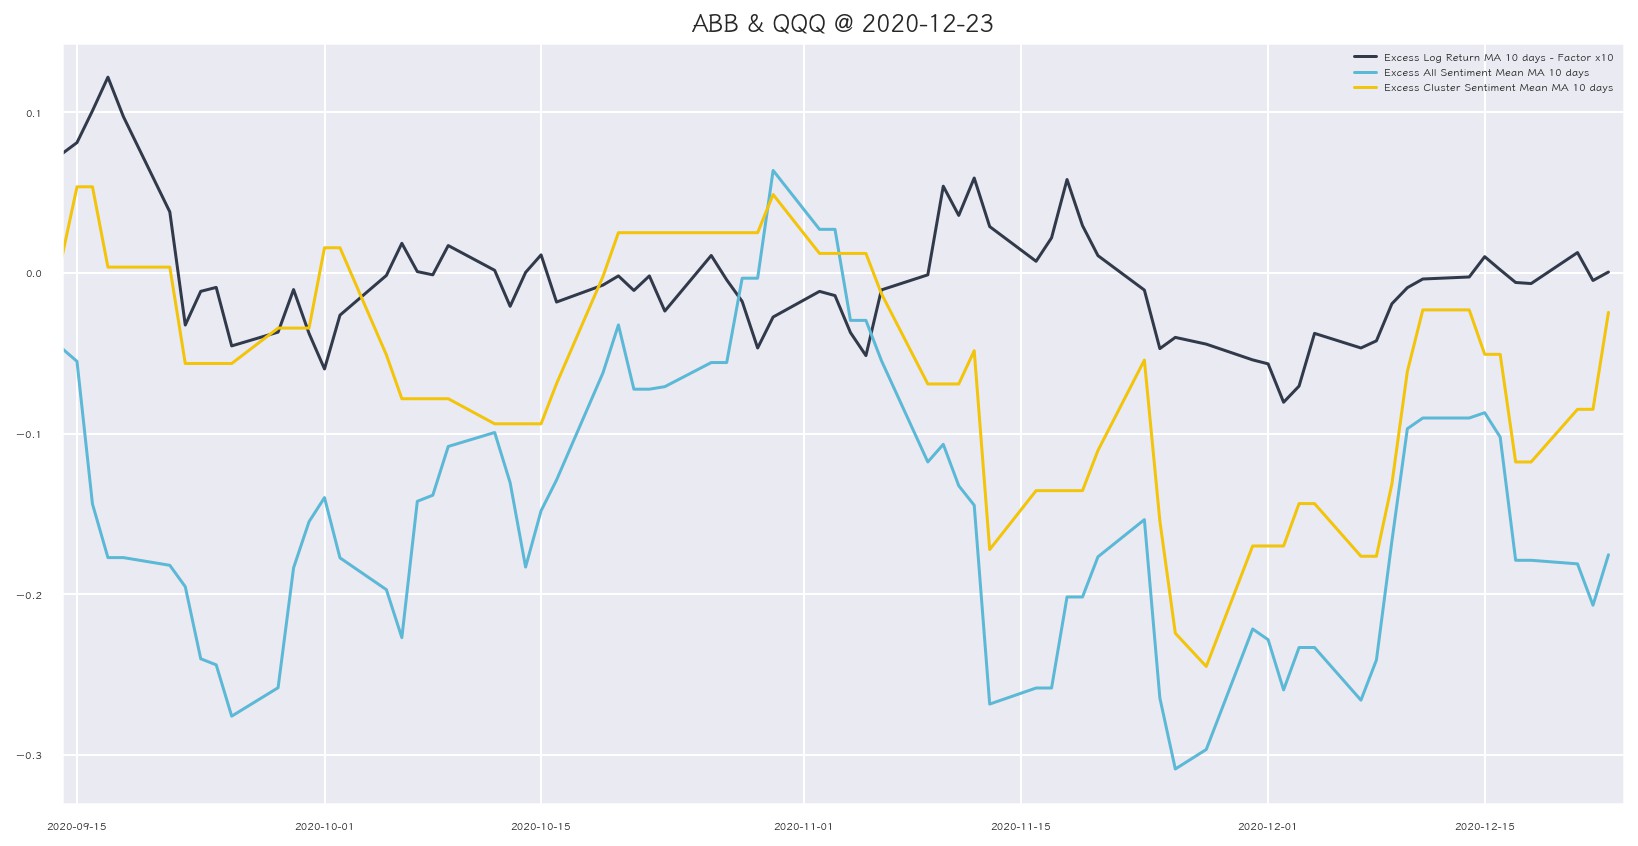 ABB & QQQ @ 2020-12-23
Excess Log Return MA 10 days - Factor x10
Excess All Sentiment Mean MA 10 days
Excess Cluster Sentiment Mean MA 10 days
0.1
0.0
−0.1
−0.2
−0.3
2020-09-15 2020-10-01 2020-10-15 2020-11-01 2020-11-15 2020-12-01 2020-12-15